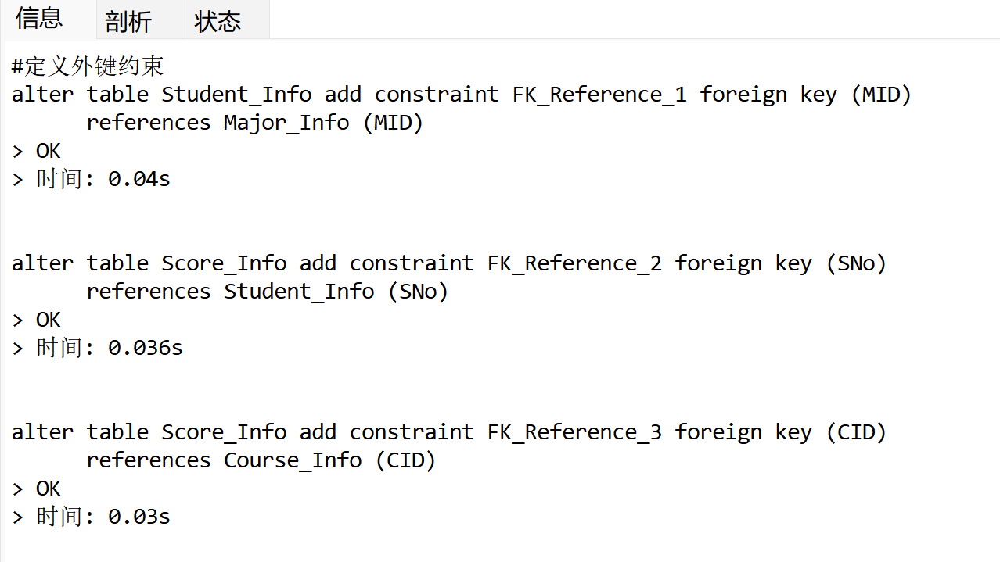 信息 剖析 状态
#定义外键约束
alter table Student_Info add constraint FK_Reference_1 foreign key (MID)
      references Major_Info (MID)
> OK
> 时间: 0.04s
alter table Score_Info add constraint FK_Reference_2 foreign key (SNo)
      references Student_Info (SNo)
> OK
> 时间: 0.036s
alter table Score_Info add constraint FK_Reference_3 foreign key (CID)
      references Course_Info (CID)
> OK
> 时间: 0.03s